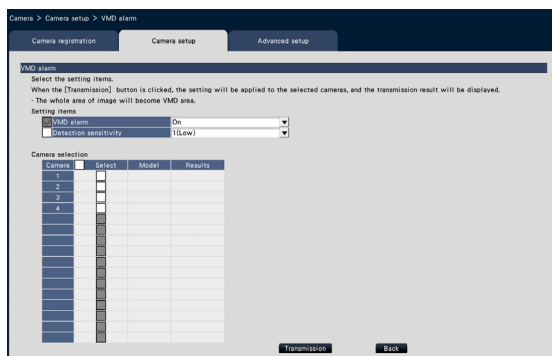 Camera > Camera setup > VMD alarm
Camera registration
Camera setup
Advanced setup
VMD alarm
Select the setting items.
When the [Transmission] button is clicked, the setting will be applied to the selected cameras, and the transmission result will be displayed.
· The whole area of image will become VMD area.
Setting items
VMD alarm On
Detection sensitivity 1(Low)
Camera selection
Camera Select Model Results
1
2
3
4
Transmission Back